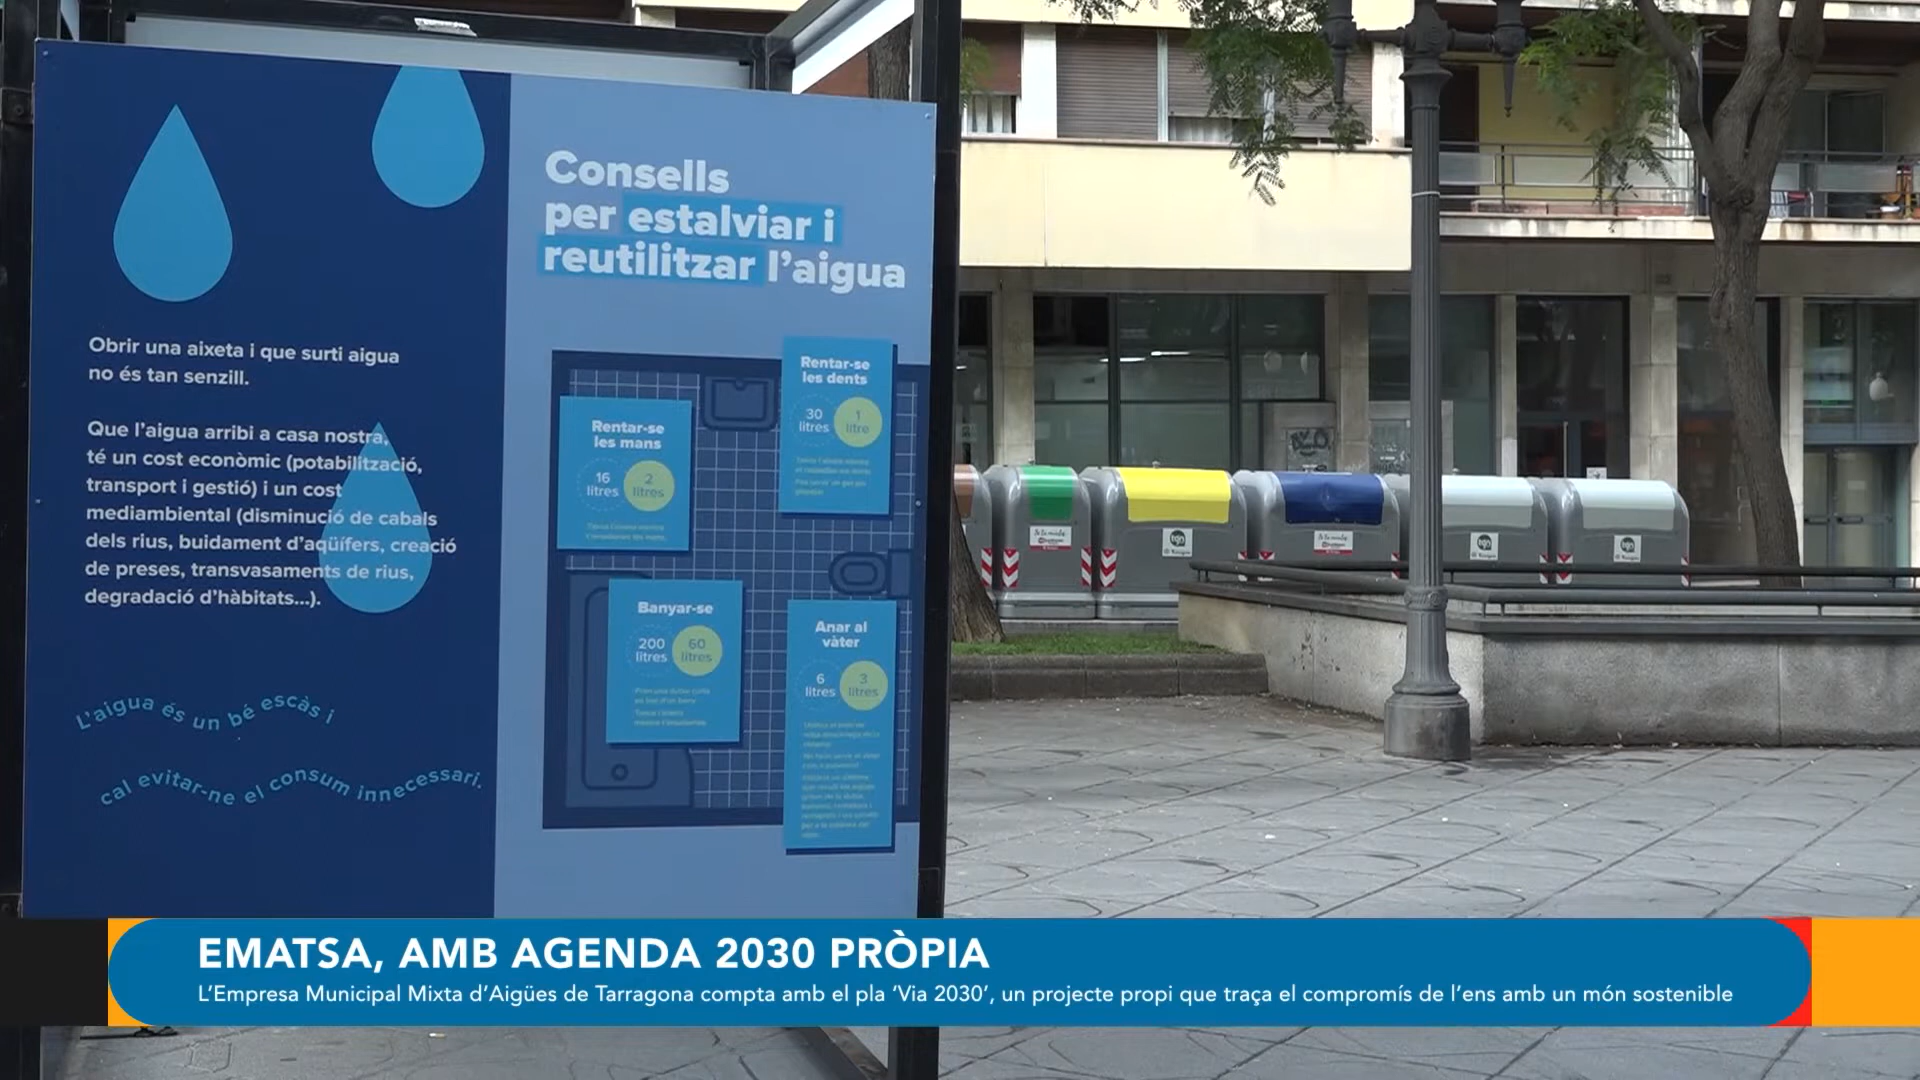 Consells
per estalviar i
reutilitzar l'aigua
Obrir una aixeta i que surti aigua
no és tan senzill.
Que l'aigua arribi a casa nostra,
té un cost econòmic (potabilització,
transport i gestió) i un cost
mediambiental (disminució de cabals
dels rius, buidament d'aqüífers, creació
de preses, transvasaments de rius,
degradació d'hàbitats...).
L'aigua és un bé escàs i
cal evitar-ne el consum innecessari.
Rentar-se
les dents
30
litres
1
litre
Rentar-se
les mans
16
litres
2
litres
Banyar-se
200
litres
60
litres
Anar al
vàter
6
litres
3
litres
tgn
tgn
tgn
EMATSA, AMB AGENDA 2030 PRÒPIA
L'Empresa Municipal Mixta d'Aigües de Tarragona compta amb el pla 'Via 2030', un projecte propi que traça el compromís de l'ens amb un món sostenible